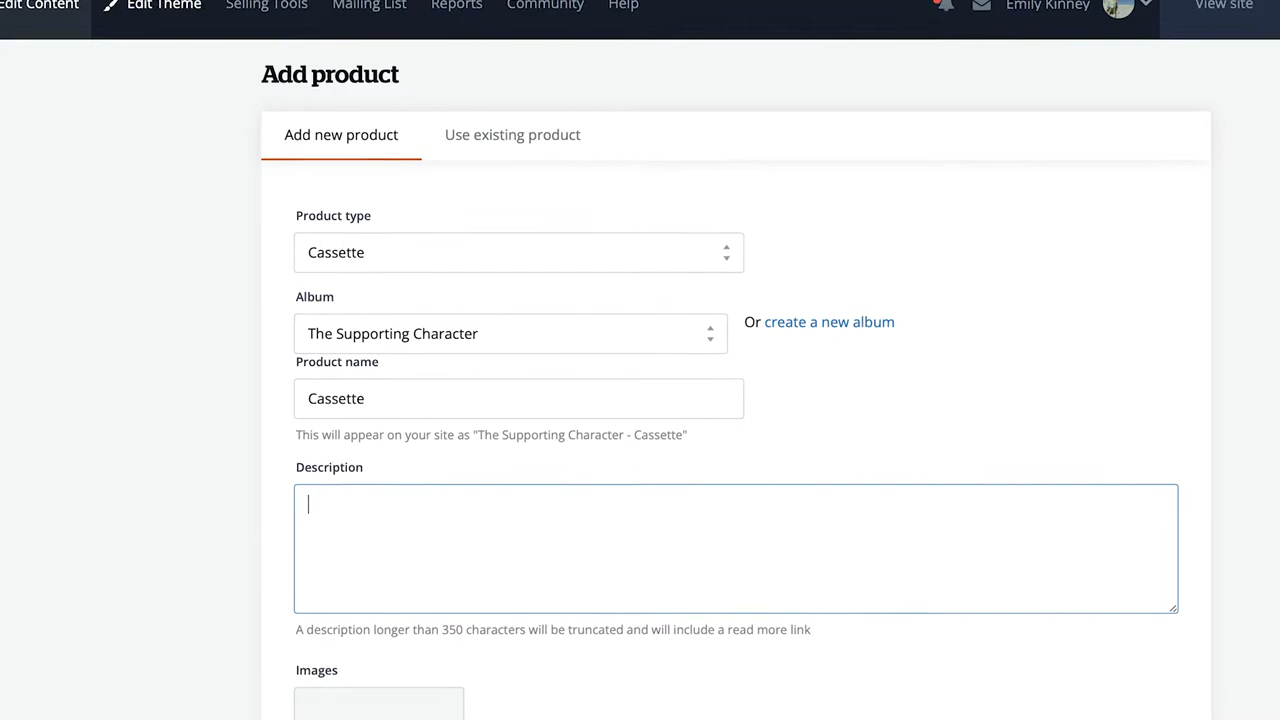 Edit Content Edit Theme Selling Tools Mailing List Reports Community Help Emily Kinney View site
Add product
Add new product Use existing product
Product type
Cassette
Album
The Supporting Character Or create a new album
Product name
Cassette
This will appear on your site as "The Supporting Character - Cassette"
Description
A description longer than 350 characters will be truncated and will include a read more link
Images